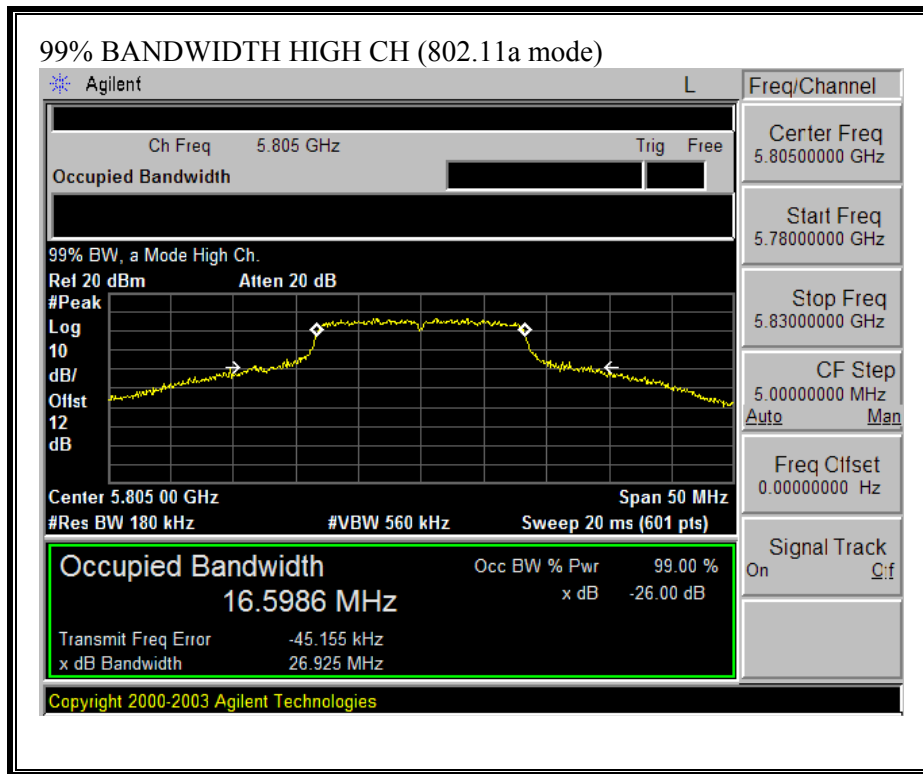 99% BANDWIDTH HIGH CH (802.11a mode)
Agilent L Freq/Channel
Ch Freq 5.805 GHz Trig Free
Occupied Bandwidth
Center Freq
5.80500000 GHz
Start Freq
5.78000000 GHz
Stop Freq
5.83000000 GHz
CF Step
5.00000000 MHz
Auto Man
Freq Offset
0.00000000 Hz
Signal Track
On Off
99% BW, a Mode High Ch.
Ref 20 dBm Atten 20 dB
#Peak
Log
10
dB/
Offst
12
dB
Center 5.805 00 GHz Span 50 MHz
#Res BW 180 kHz #VBW 560 kHz Sweep 20 ms (601 pts)
Occupied Bandwidth Occ BW % Pwr 99.00 %
16.5986 MHz x dB -26.00 dB
Transmit Freq Error -45.155 kHz
x dB Bandwidth 26.925 MHz
Copyright 2000-2003 Agilent Technologies